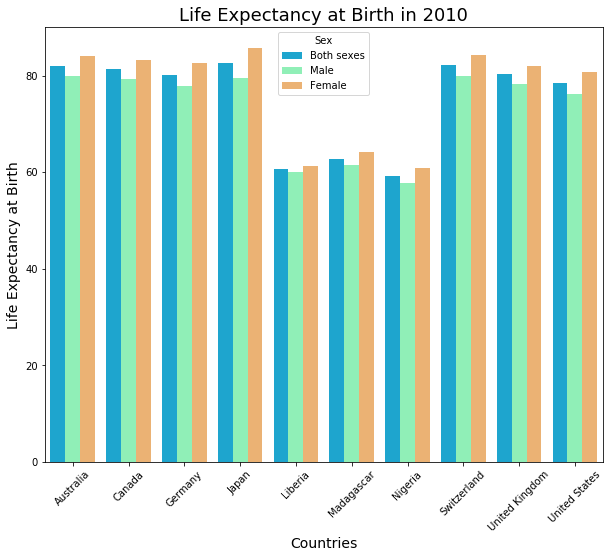 Life Expectancy at Birth in 2010
Sex
Both sexes
Male
Female
Life Expectancy at Birth
80
60
40
20
0
Australia
Canada
Germany
Japan
Liberia
Madagascar
Nigeria
Switzerland
United Kingdom
United States
Countries